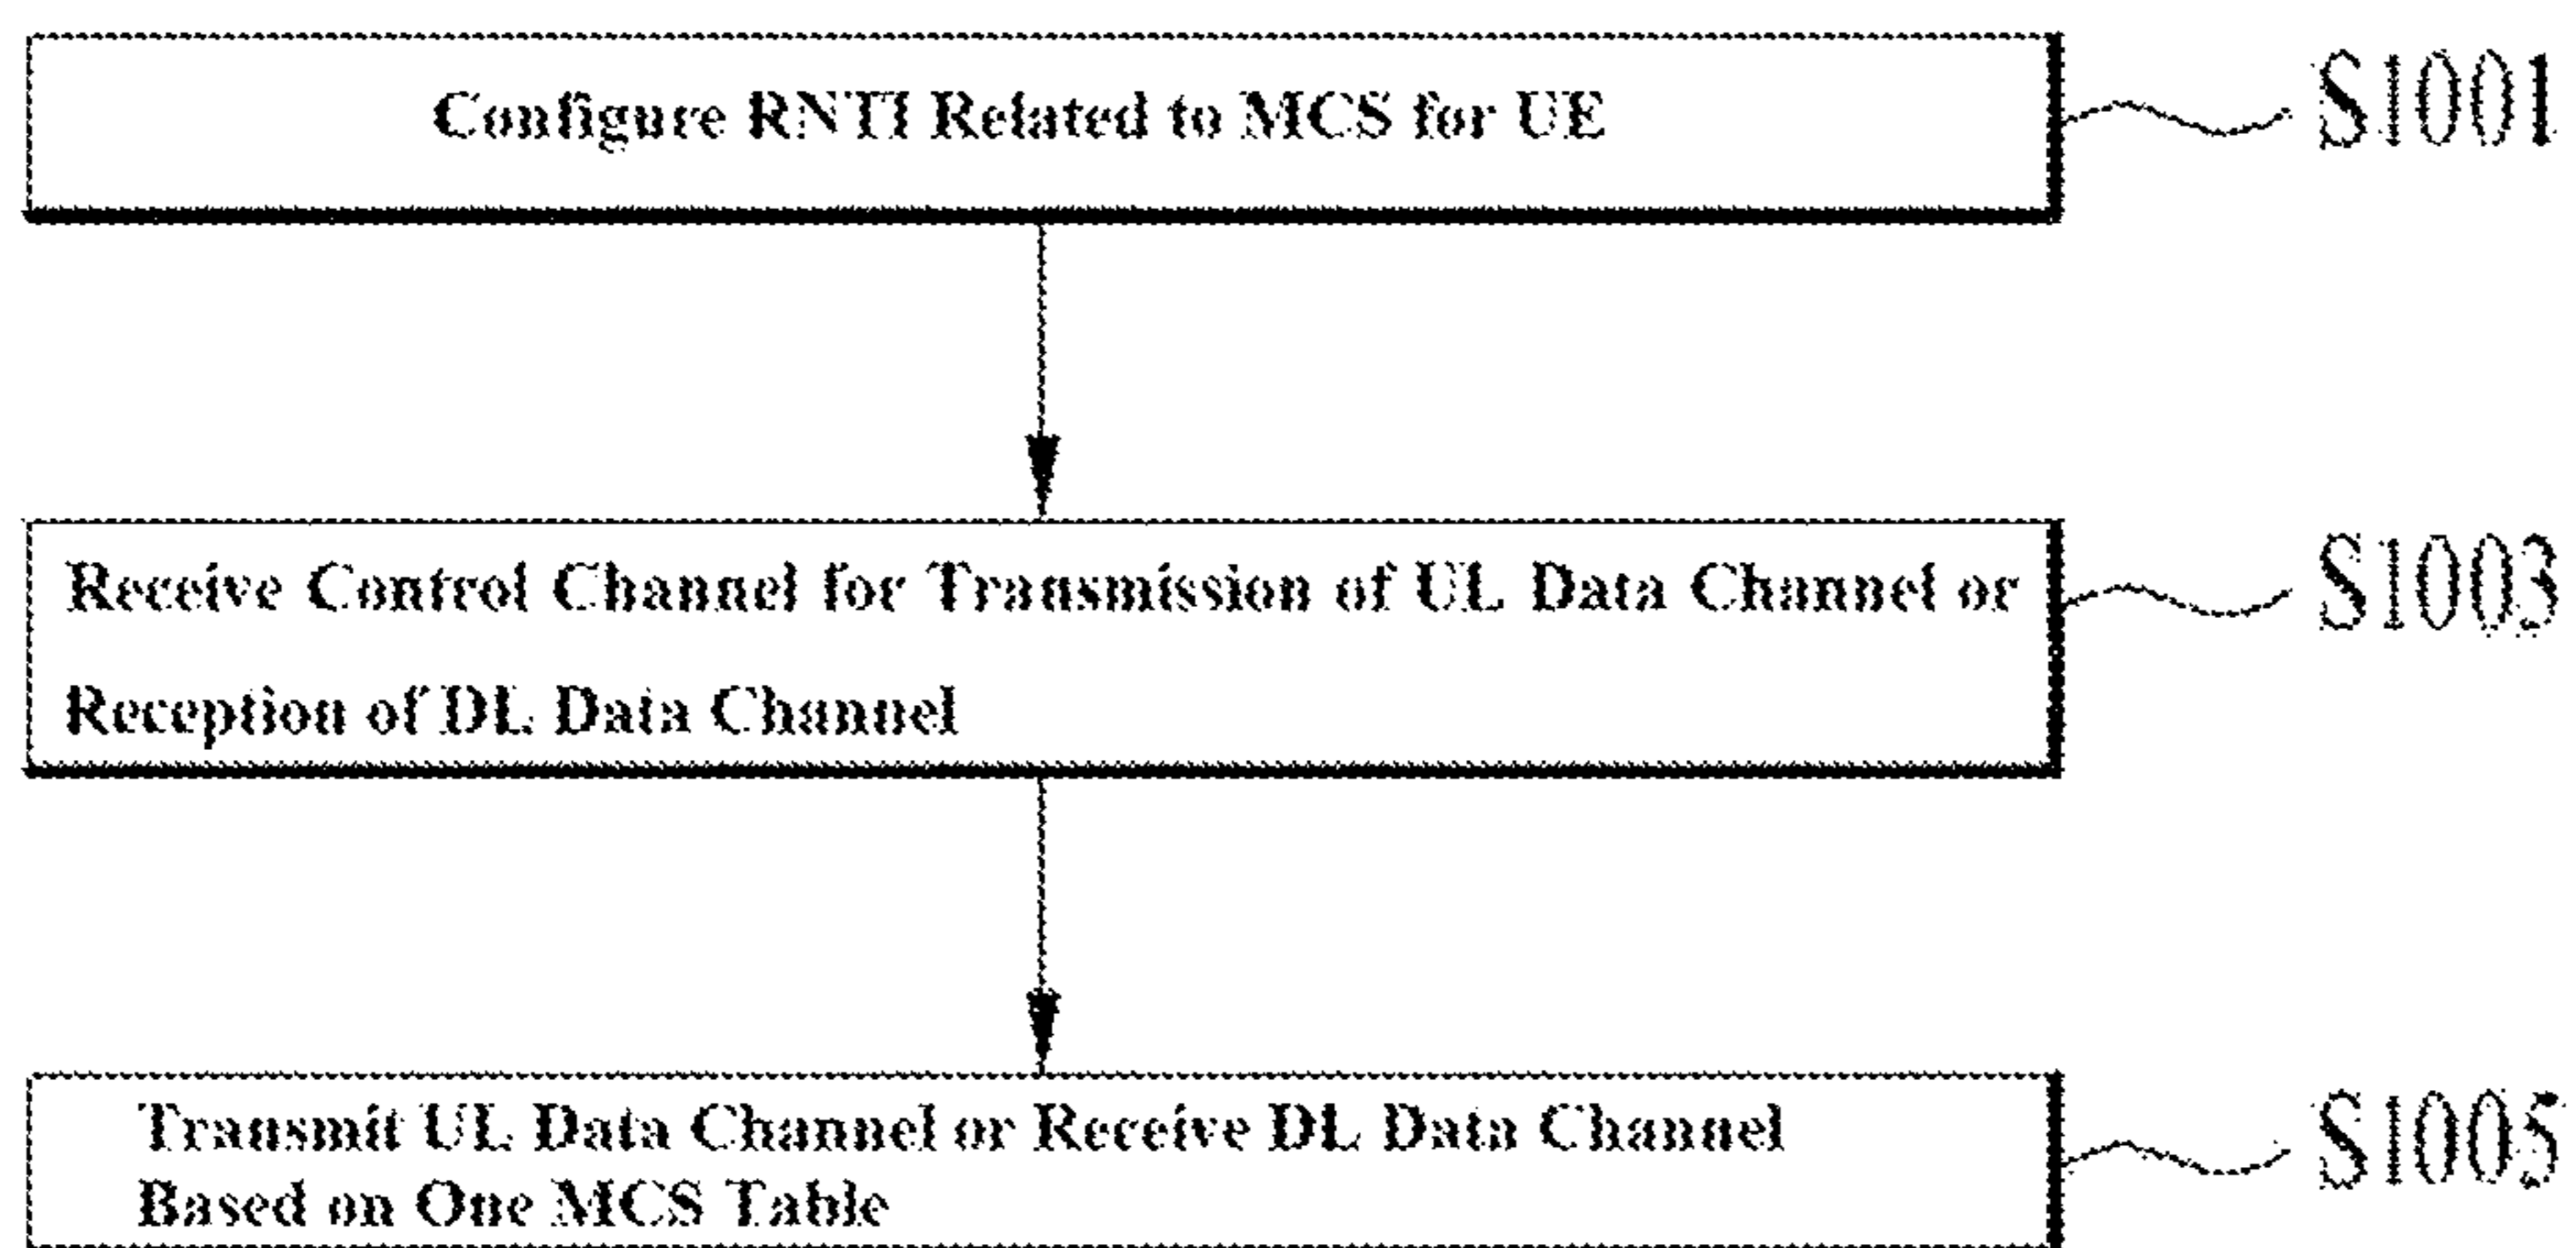 Configure RNTI Related to MCS for UE
S1001
Receive Control Channel for Transmission of UL Data Channel or
Reception of DL Data Channel
S1003
Transmit UL Data Channel or Receive DL Data Channel
Based on One MCS Table
S1005